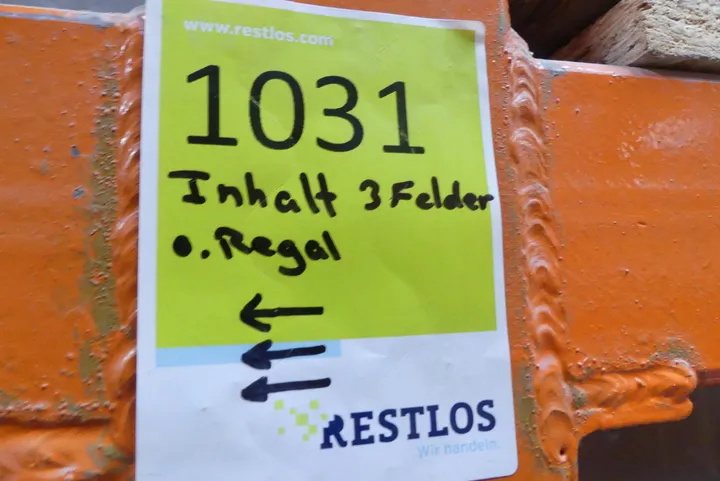 www.restlos.com
1031
Inhalt 3 Felder
o. Regal
RESTLOS
Wir handeln.